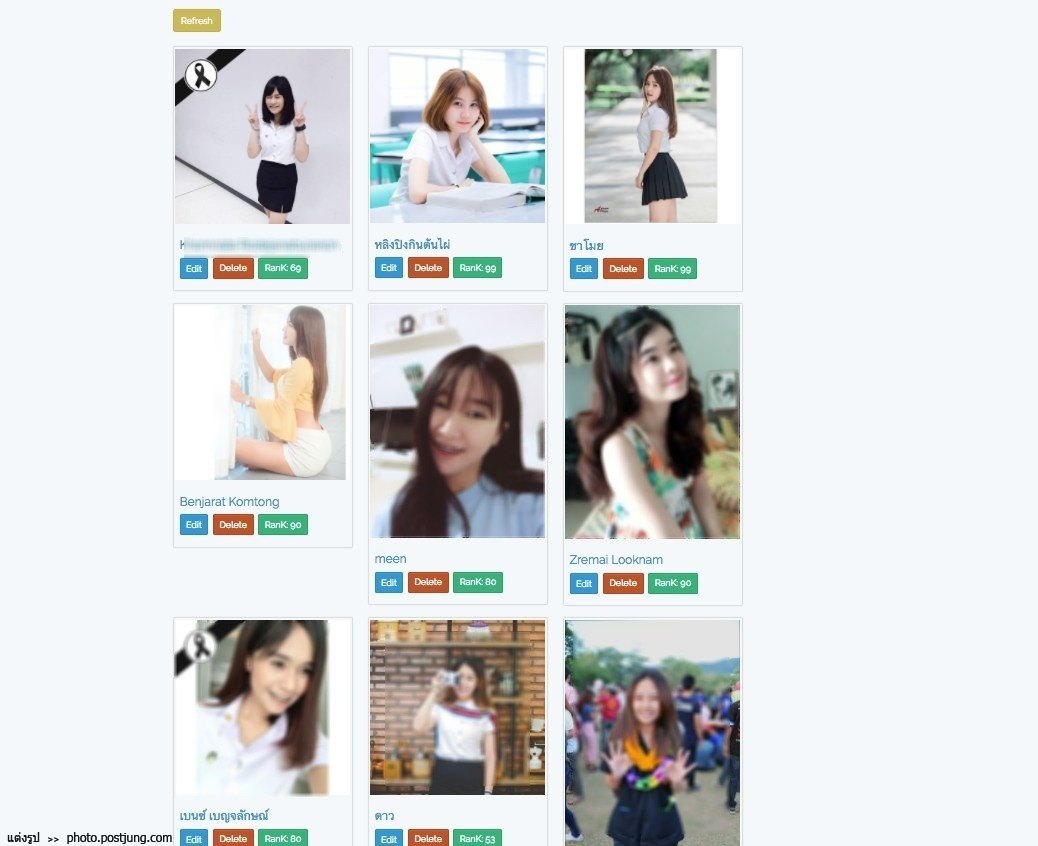 Refresh
Edit Delete RanK: 69
หลิงปิงกินต้นไผ่
Edit Delete RanK: 99
ชาโมย
Edit Delete RanK: 99
Benjarat Komtong
Edit Delete RanK: 90
meen
Edit Delete RanK: 80
Zremai Looknam
Edit Delete RanK: 90
เบนซ์ เบญจลักษณ์
Edit Delete RanK: 80
ดาว
Edit Delete RanK: 53
แต่งรูป >> photo.postjung.com